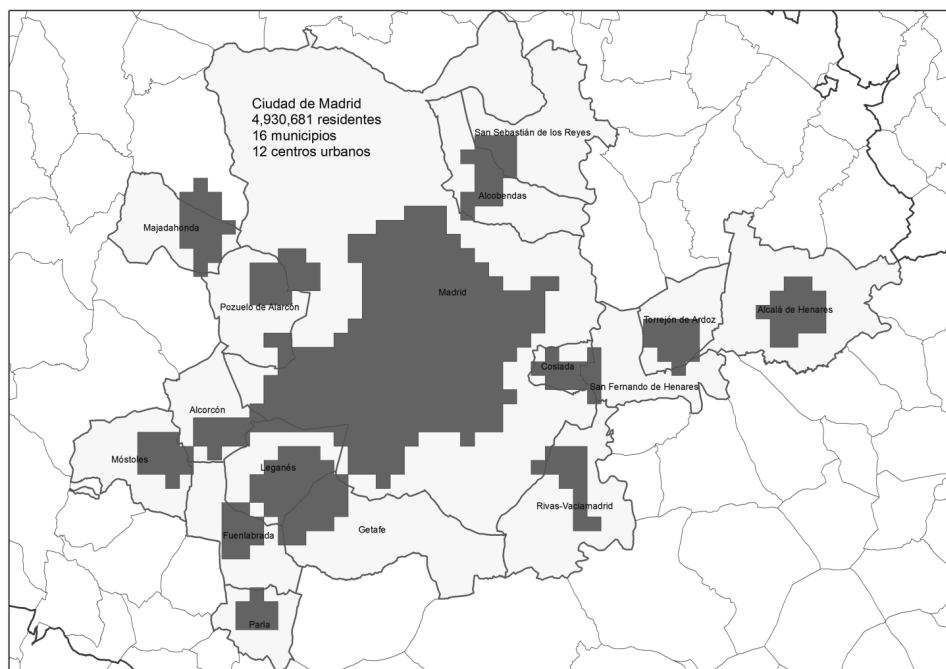 Ciudad de Madrid
4,930,681 residentes
16 municipios
12 centros urbanos
San Sebastián de los Reyes
Alcobendas
Majadahonda
Madrid
Pozuelo de Alarcón
Alcalá de Henares
Torrejón de Ardoz
Coslada
San Fernando de Henares
Alcorcón
Móstoles
Leganés
Rivas-Vaciamadrid
Getafe
Fuenlabrada
Parla